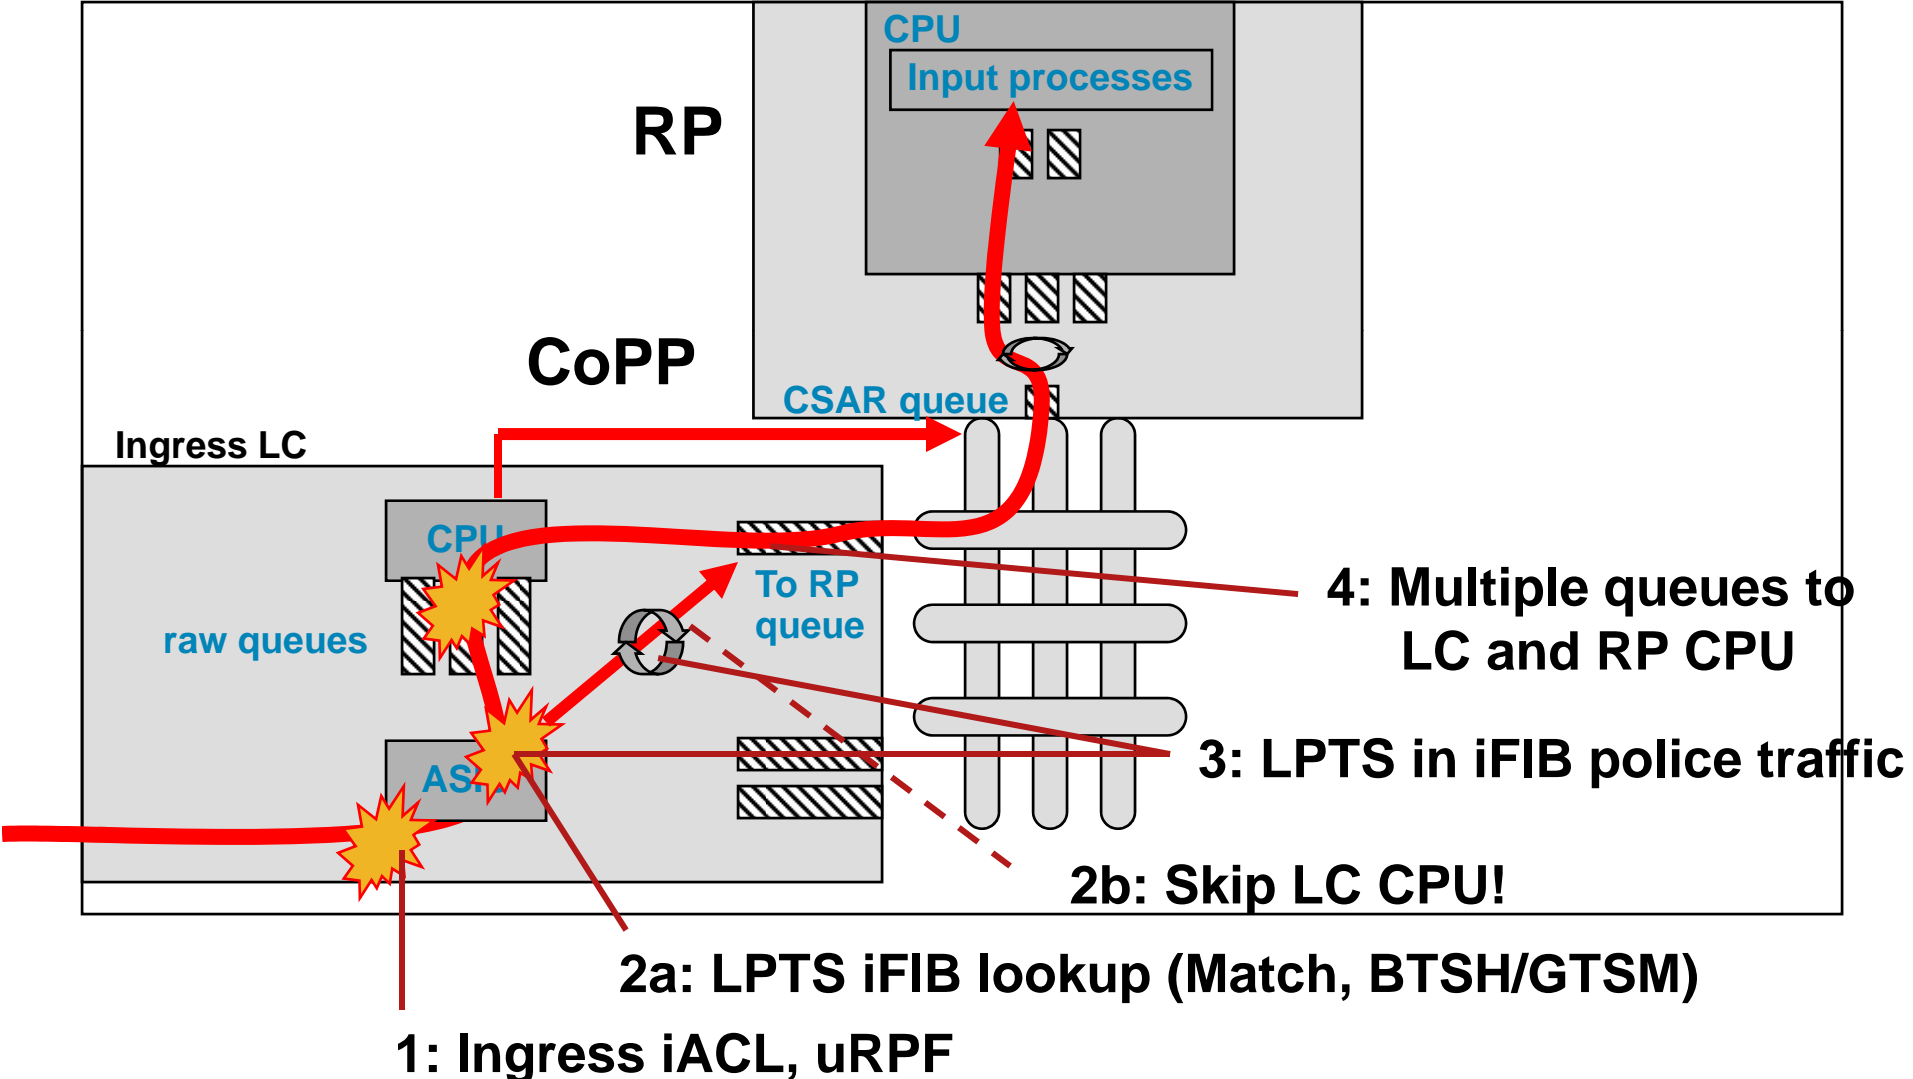 CPU
Input processes
RP
CoPP
CSAR queue
Ingress LC
CPU
To RP
queue
raw queues
4: Multiple queues to
LC and RP CPU
3: LPTS in iFIB police traffic
2b: Skip LC CPU!
2a: LPTS iFIB lookup (Match, BTSH/GTSM)
1: Ingress iACL, uRPF